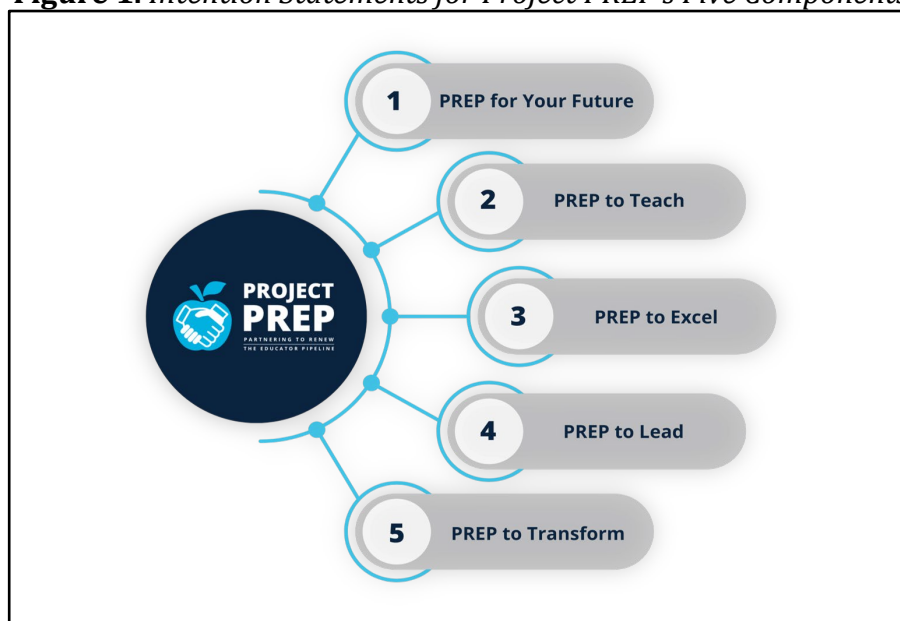 Figure 1. Intention Statements for Project PREP's Five Components
1 PREP for Your Future
2 PREP to Teach
PROJECT
PREP
PARTNERING TO RENEW
THE EDUCATOR PIPELINE
3 PREP to Excel
4 PREP to Lead
5 PREP to Transform